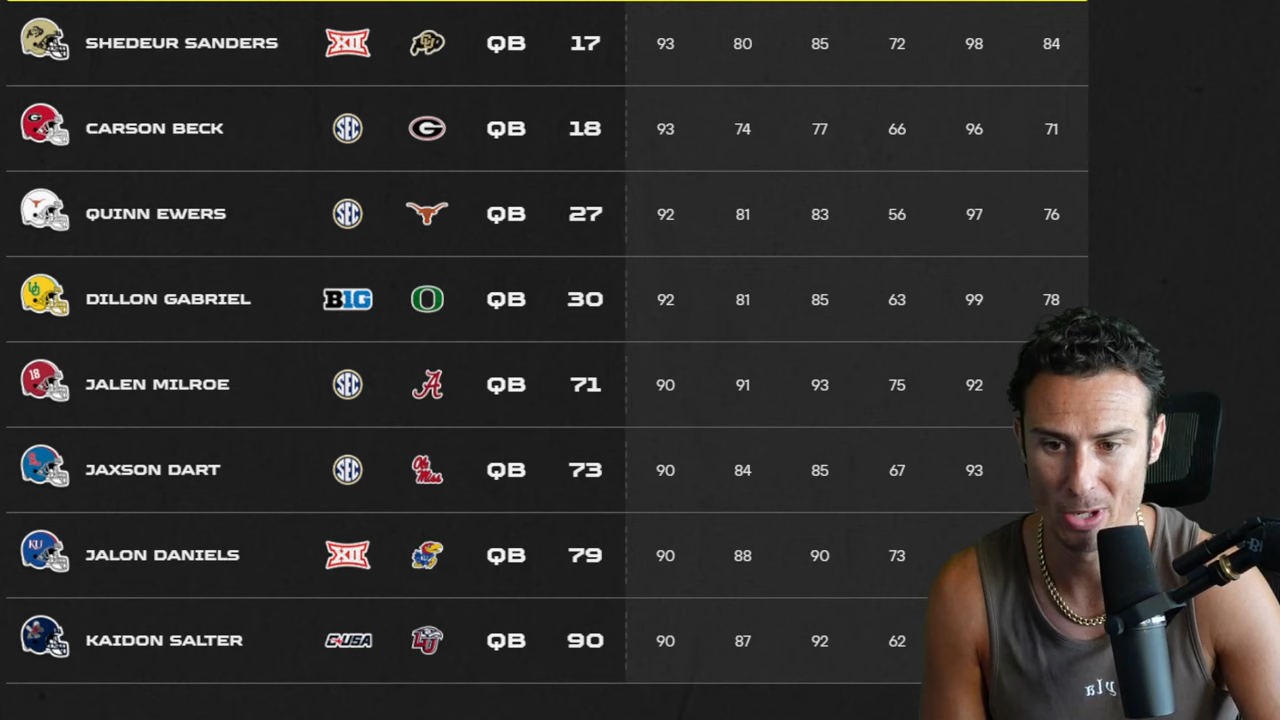 SHEDEUR SANDERS XII CU QB 17 93 80 85 72 98 84
CARSON BECK SEC G QB 18 93 74 77 66 96 71
QUINN EWERS SEC QB 27 92 81 83 56 97 76
DILLON GABRIEL B1G O QB 30 92 81 85 63 99 78
JALEN MILROE 18 SEC A QB 71 90 91 93 75 92
JAXSON DART SEC Ole Miss QB 73 90 84 85 67 93
JALON DANIELS KU XII QB 79 90 88 90 73
KAIDON SALTER C-USA LU QB 90 90 87 92 62